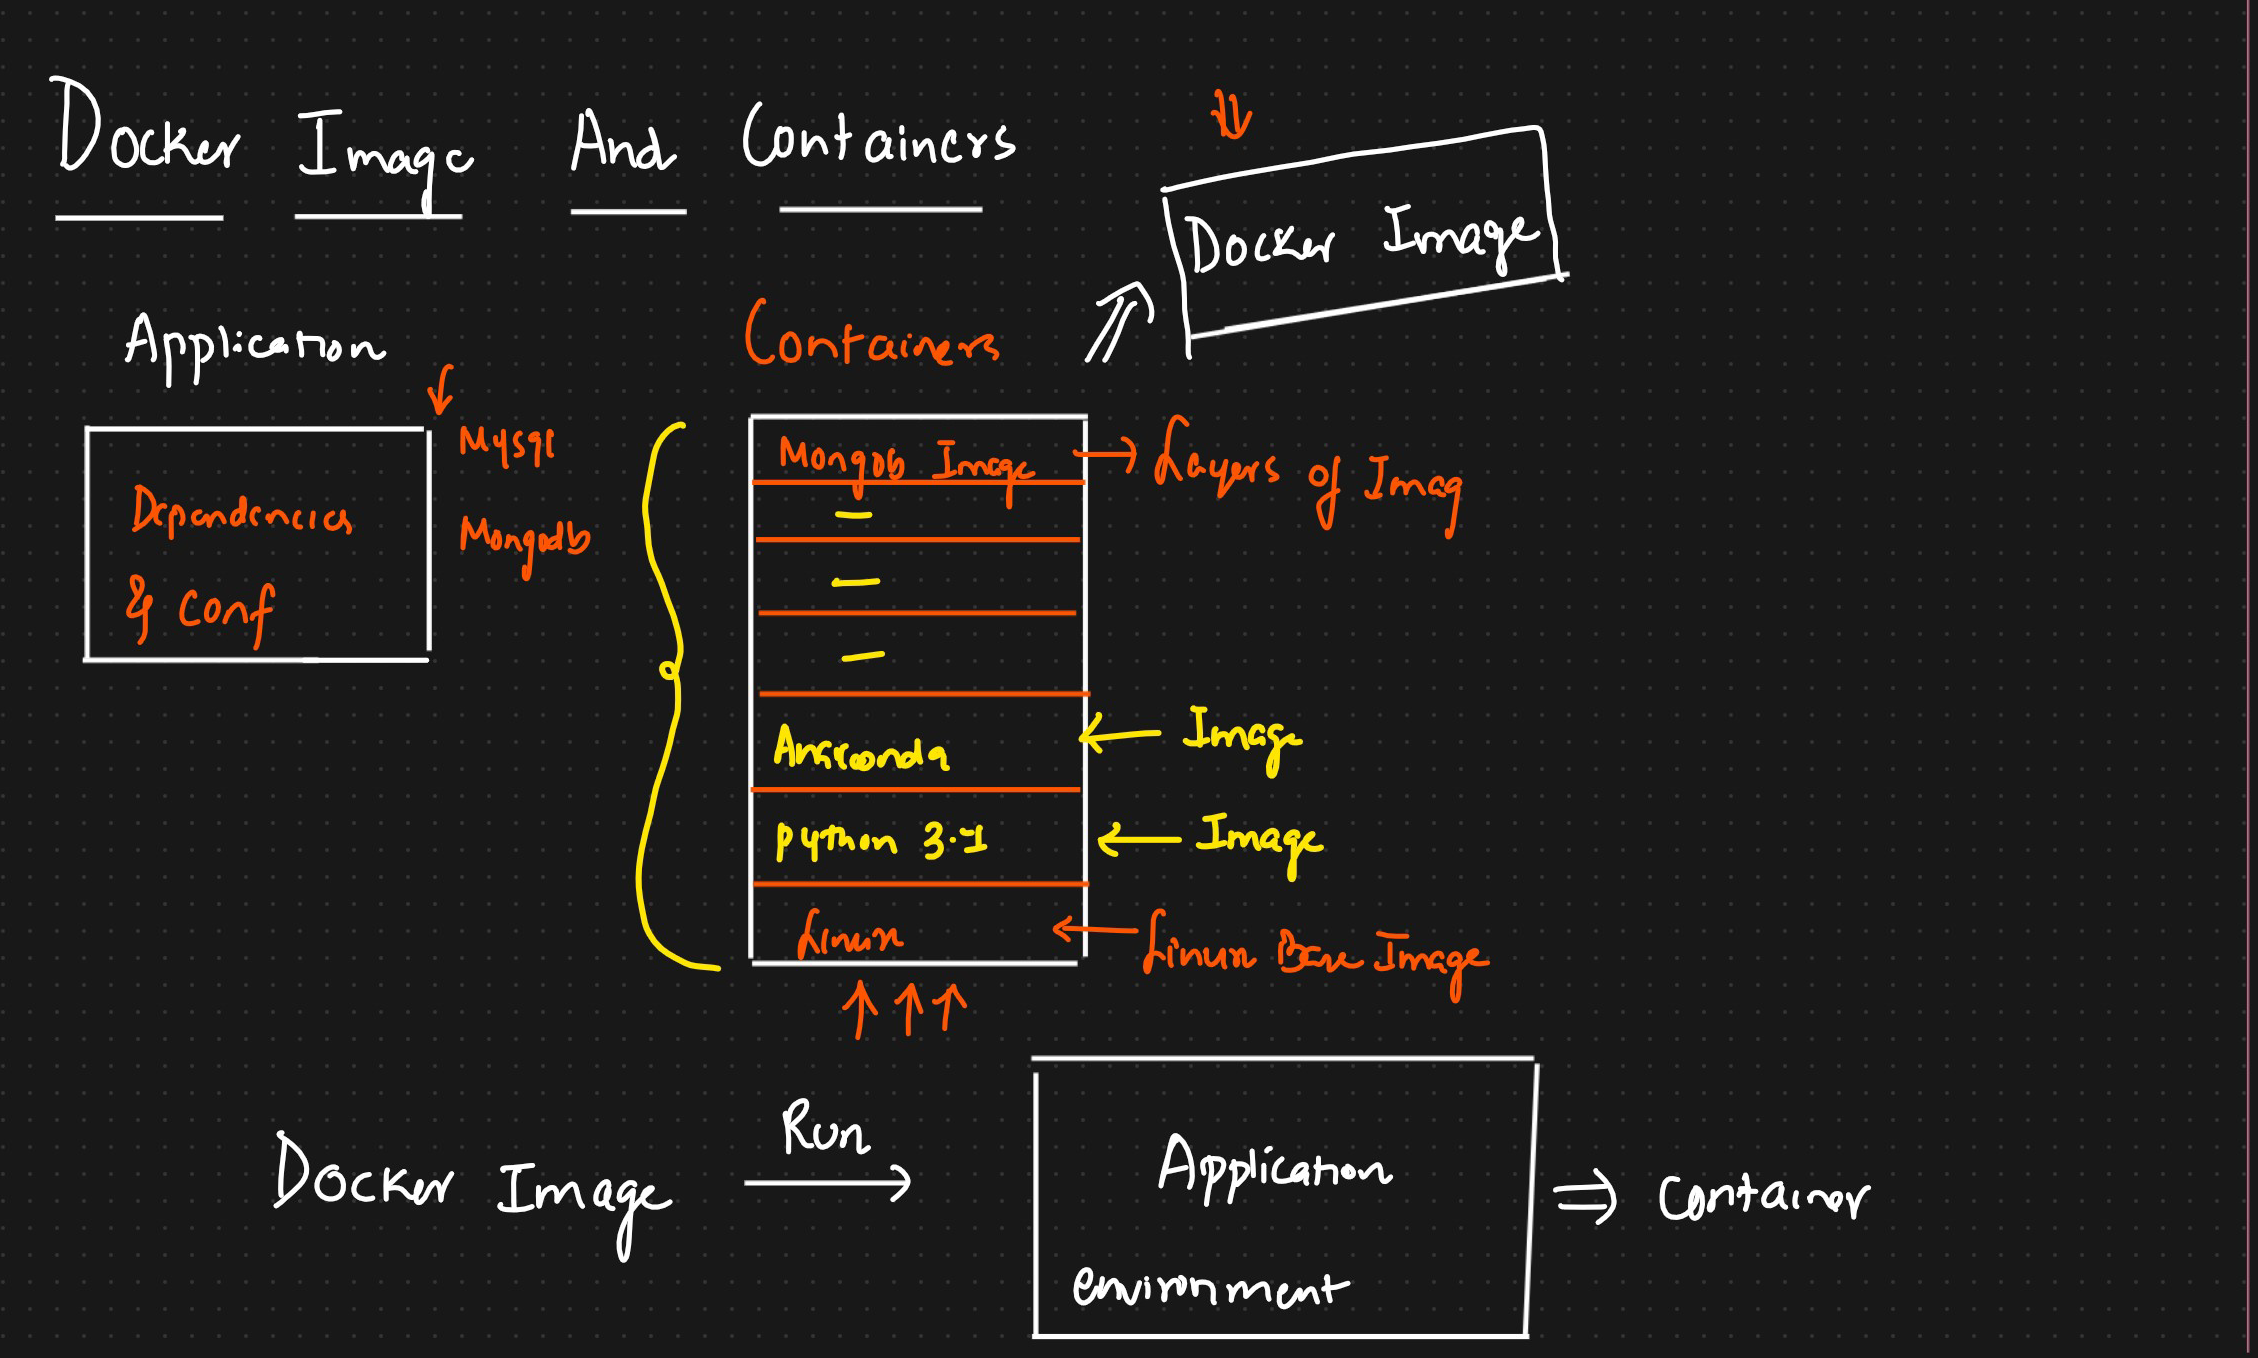 Docker Image And Containers
Docker Image
Application
Containers
Mysql
Mongodb
Dependencies
& Conf
Mongob Image
Layers of Imag
Anaconda
Image
python 3.1
Image
Linux
Linux Base Image
Docker Image
Run
Application
environment
Container